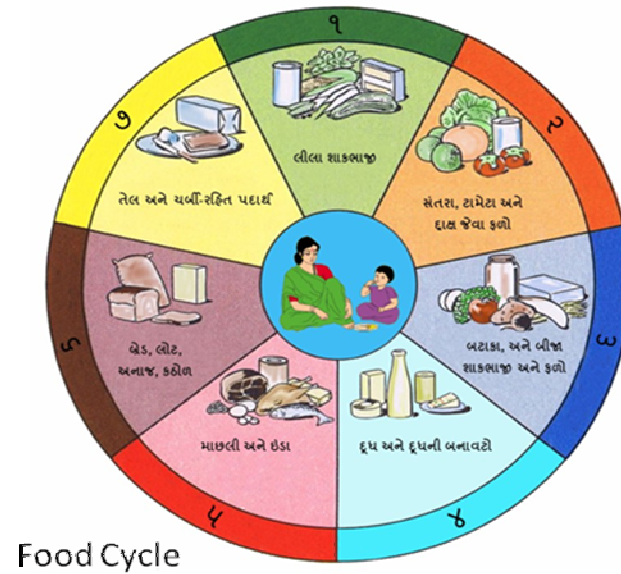 ૧
લીલા શાકભાજી
૨
સંતરા, ટામેટા અને
દ્રાક્ષ જેવા ફળો
૩
બટાકા, અને બીજા
શાકભાજી અને ફળો
૪
દૂધ અને દૂધની બનાવટો
૫
માછલી અને ઇંડા
૬
બ્રેડ, લોટ,
અનાજ, કઠોળ
૭
તેલ અને ચર્બી-રહિત પદાર્થ
Food Cycle